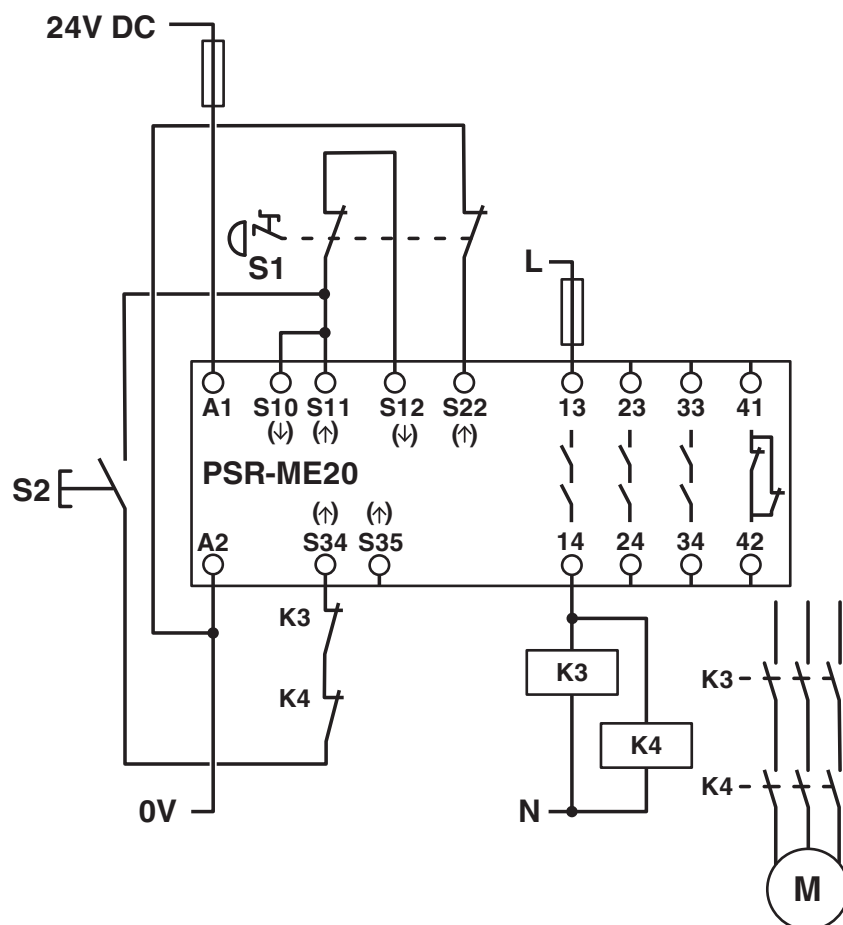 24V DC
S1
L
A1 S10 S11 S12 S22 13 23 33 41
(↓) (↑) (↓) (↑)
PSR-ME20
S2
(↑) (↑)
A2 S34 S35 14 24 34 42
K3
K3
K3
K4
K4
K4
0V
N
M